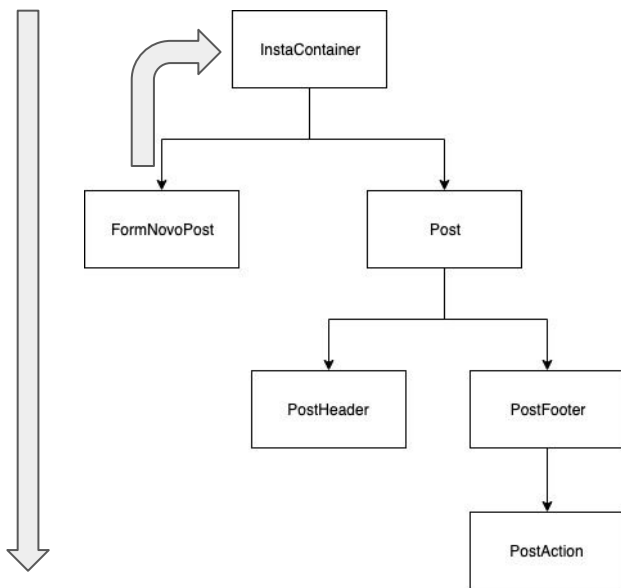 InstaContainer
FormNovoPost
Post
PostHeader
PostFooter
PostAction